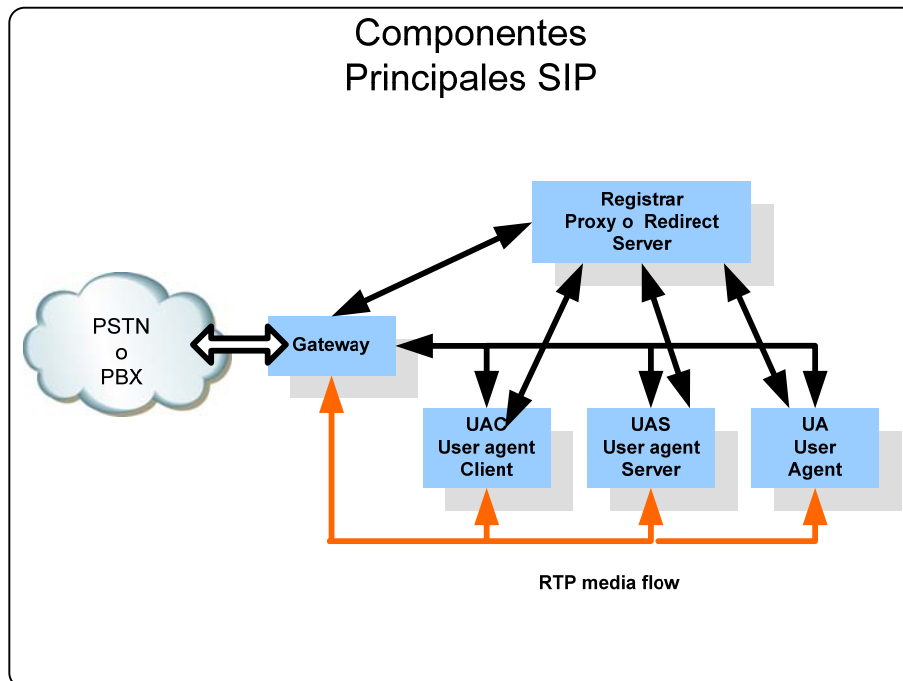 Componentes
Principales SIP
Registrar
Proxy o Redirect
Server
PSTN
o
PBX
Gateway
UAC
User agent
Client
UAS
User agent
Server
UA
User
Agent
RTP media flow